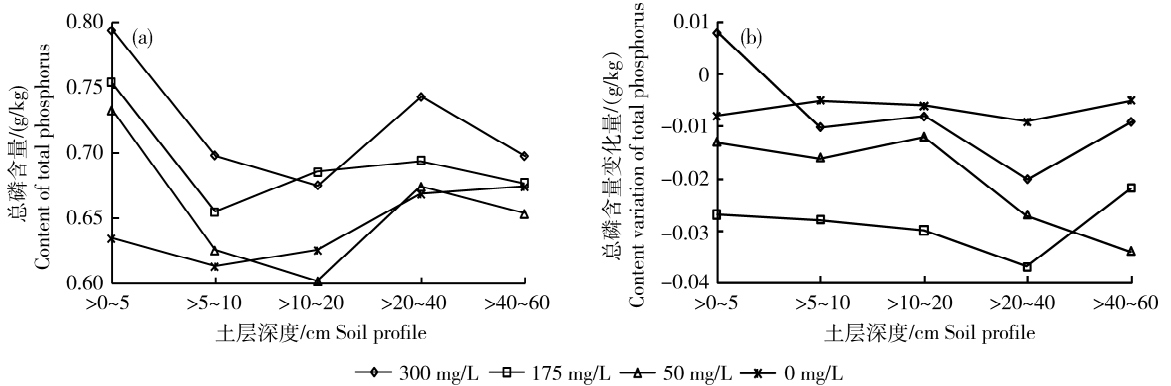 (a)
总磷含量/(g/kg)
Content of total phosphorus
0.80
0.75
0.70
0.65
0.60
>0~5 >5~10 >10~20 >20~40 >40~60
土层深度/cm Soil profile
(b)
总磷含量变化量/(g/kg)
Content variation of total phosphorus
0.01
0
-0.01
-0.02
-0.03
-0.04
>0~5 >5~10 >10~20 >20~40 >40~60
土层深度/cm Soil profile
300 mg/L 175 mg/L 50 mg/L 0 mg/L